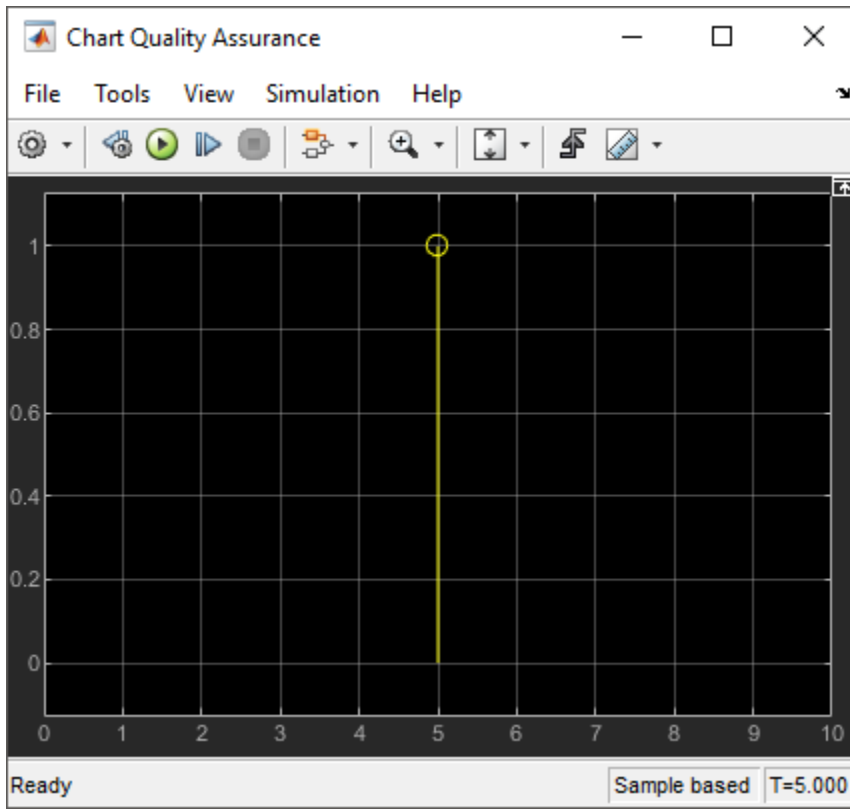 Chart Quality Assurance
File Tools View Simulation Help
1
0.8
0.6
0.4
0.2
0
0 1 2 3 4 5 6 7 8 9 10
Ready Sample based T=5.000